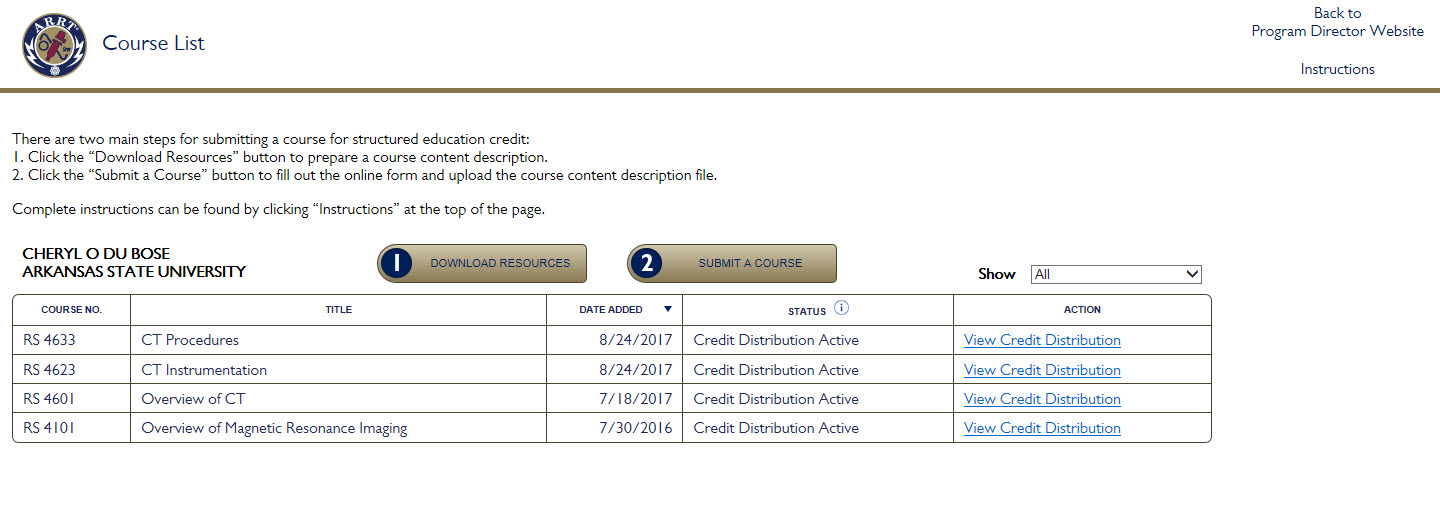 ARRT
Course List
Back to
Program Director Website
Instructions
There are two main steps for submitting a course for structured education credit:
1. Click the “Download Resources” button to prepare a course content description.
2. Click the “Submit a Course” button to fill out the online form and upload the course content description file.
Complete instructions can be found by clicking “Instructions” at the top of the page.
CHERYL O DU BOSE
ARKANSAS STATE UNIVERSITY
1 DOWNLOAD RESOURCES
2 SUBMIT A COURSE
Show All
COURSE NO. TITLE DATE ADDED STATUS i ACTION
RS 4633 CT Procedures 8/24/2017 Credit Distribution Active View Credit Distribution
RS 4623 CT Instrumentation 8/24/2017 Credit Distribution Active View Credit Distribution
RS 4601 Overview of CT 7/18/2017 Credit Distribution Active View Credit Distribution
RS 4101 Overview of Magnetic Resonance Imaging 7/30/2016 Credit Distribution Active View Credit Distribution